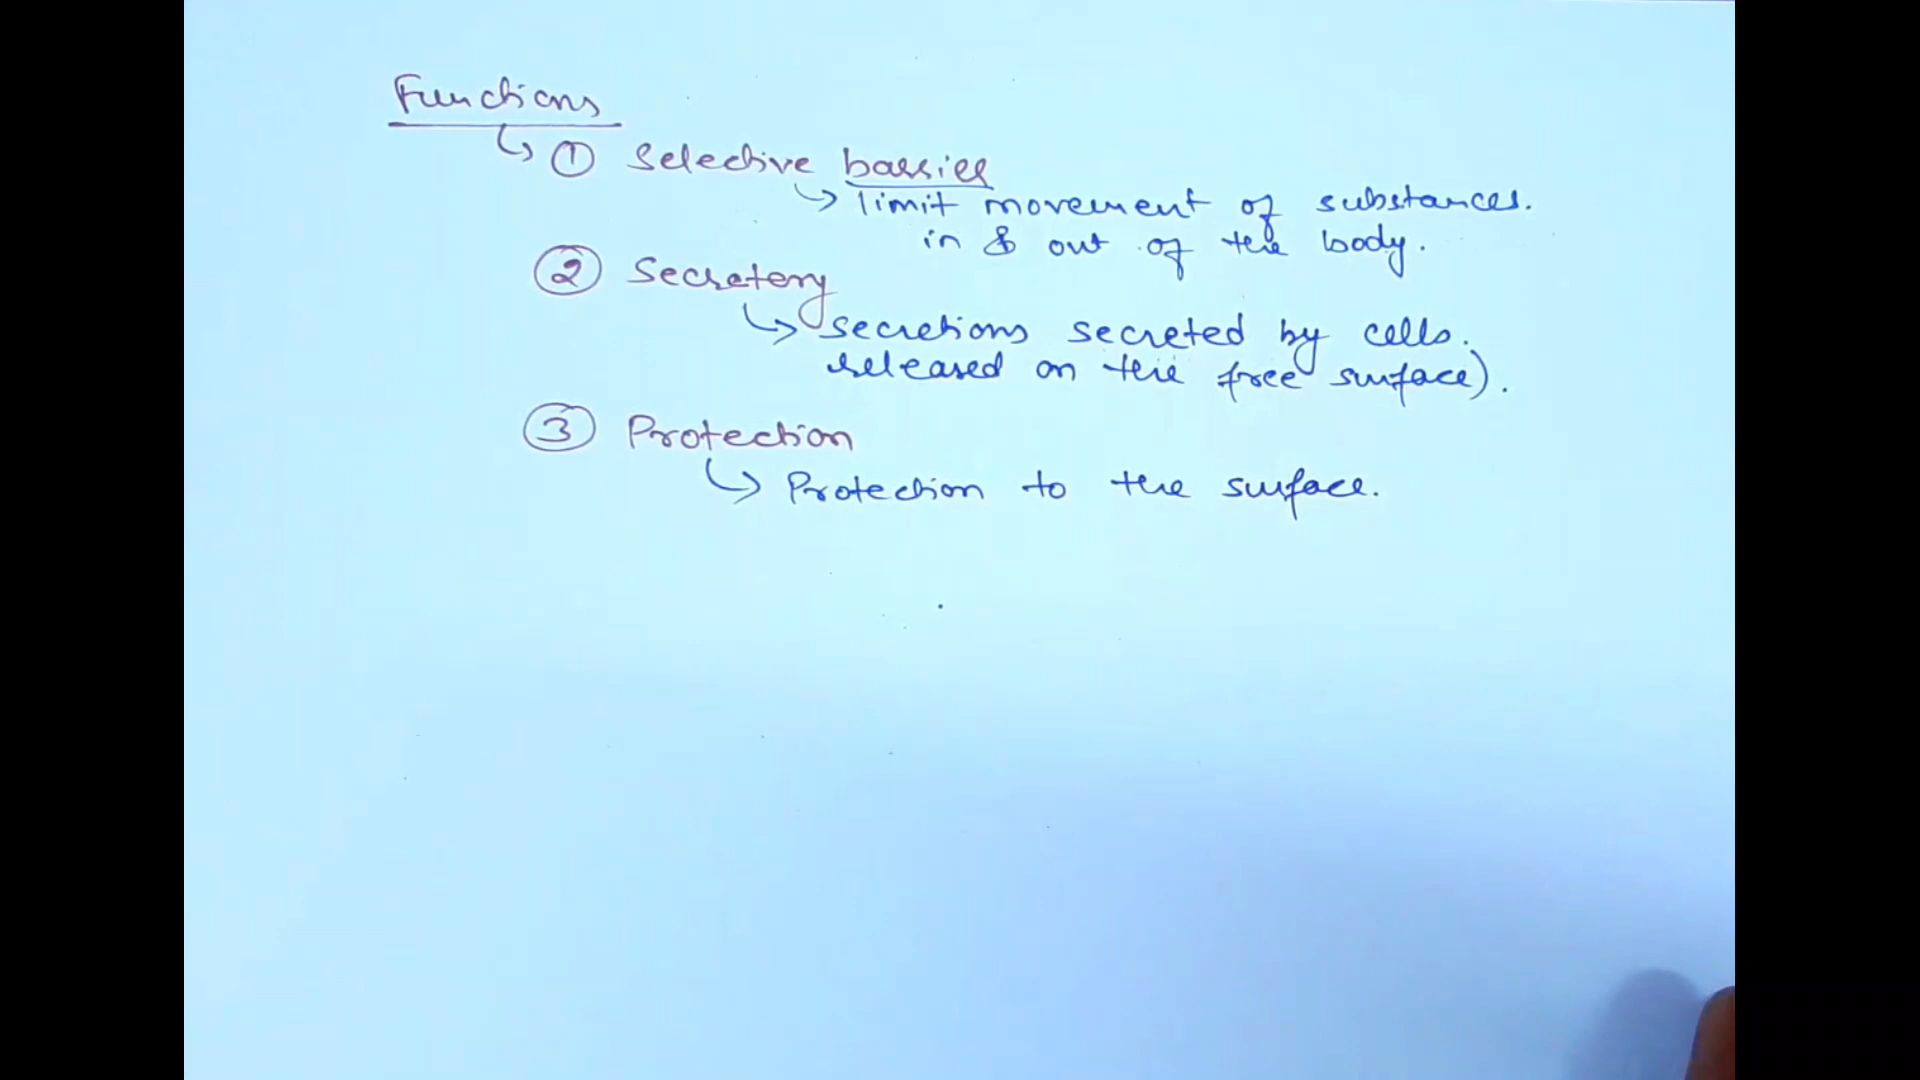 Functions
↳ ① Selective barrier
↳ limit movement of substances.
in & out of the body.
② Secretory
↳ secretions secreted by cells.
released on the free surface).
③ Protection
↳ Protection to the surface.